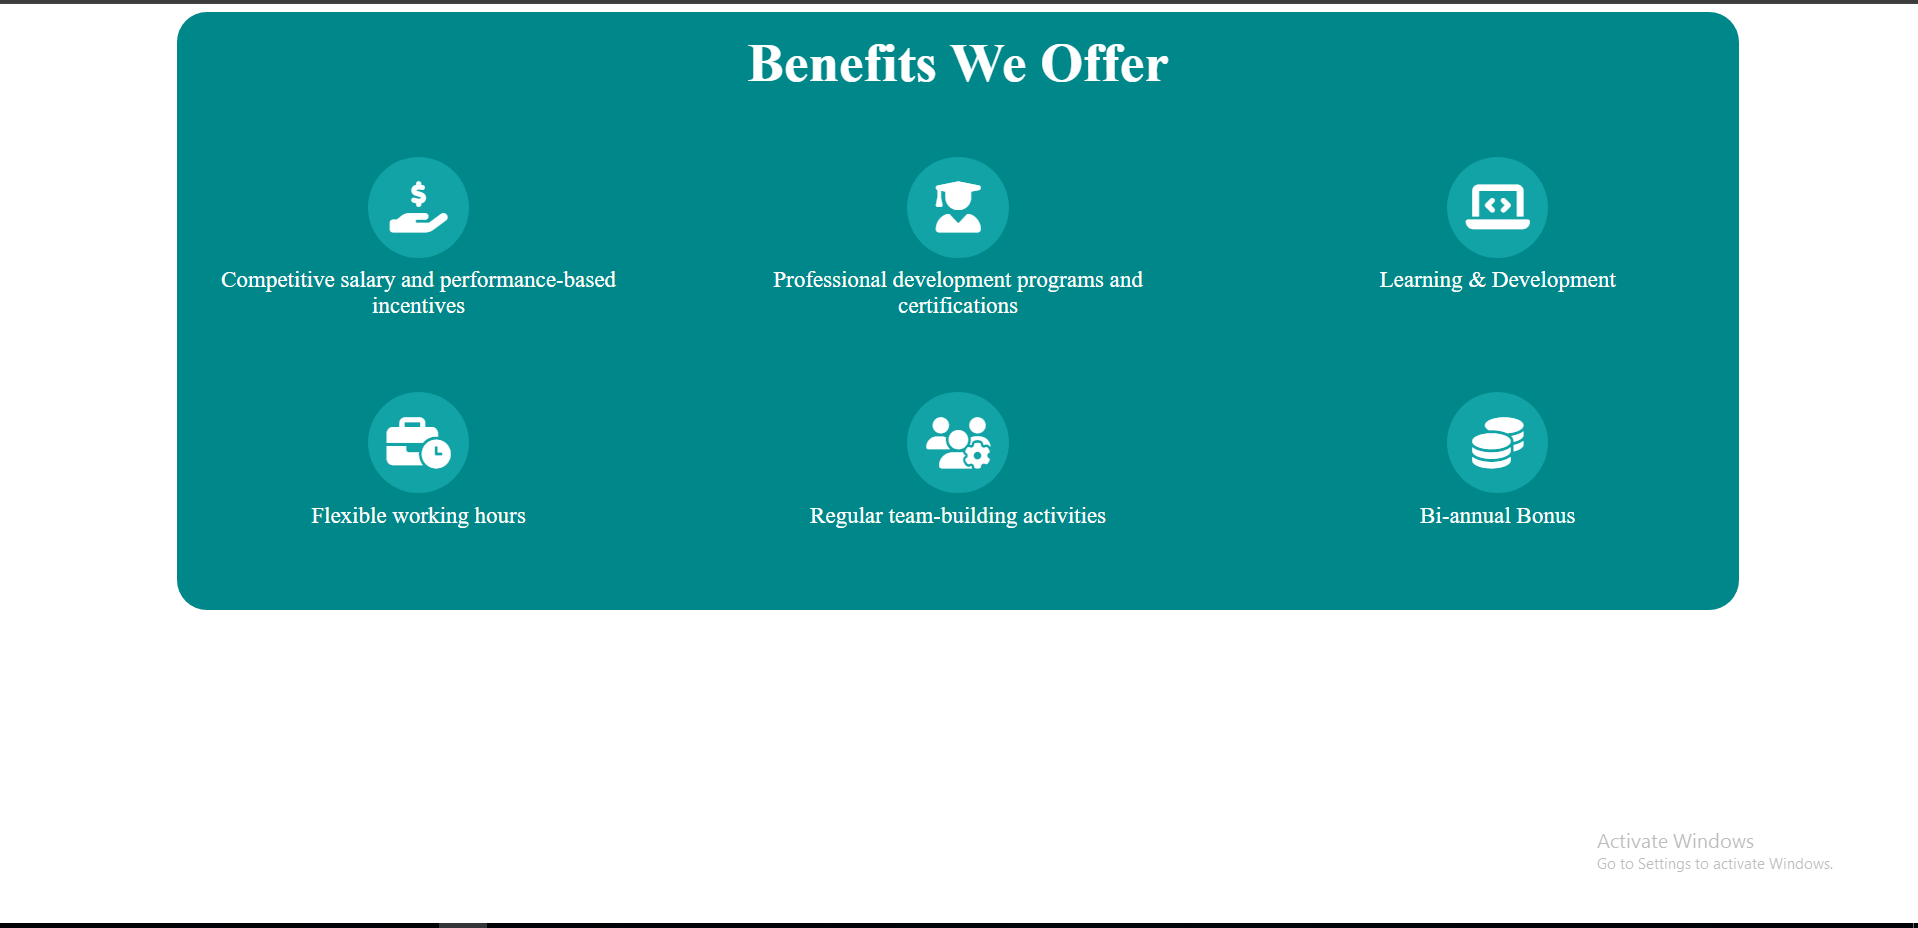 Benefits We Offer
$
Competitive salary and performance-based
incentives
Professional development programs and
certifications
Learning & Development
Flexible working hours
Regular team-building activities
Bi-annual Bonus
Activate Windows
Go to Settings to activate Windows.